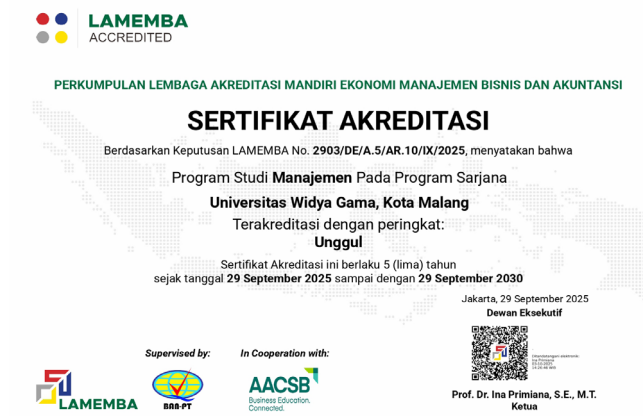 LAMEMBA
ACCREDITED
PERKUMPULAN LEMBAGA AKREDITASI MANDIRI EKONOMI MANAJEMEN BISNIS DAN AKUNTANSI
SERTIFIKAT AKREDITASI
Berdasarkan Keputusan LAMEMBA No. 2903/DE/A.5/AR.10/IX/2025, menyatakan bahwa
Program Studi Manajemen Pada Program Sarjana
Universitas Widya Gama, Kota Malang
Terakreditasi dengan peringkat:
Unggul
Sertifikat Akreditasi ini berlaku 5 (lima) tahun
sejak tanggal 29 September 2025 sampai dengan 29 September 2030
Jakarta, 29 September 2025
Dewan Eksekutif
Ina Primiana
Supervised by:
In Cooperation with:
LAMEMBA
BAN-PT
AACSB
Business Education,
Connected.
Prof. Dr. Ina Primiana, S.E., M.T.
Ketua